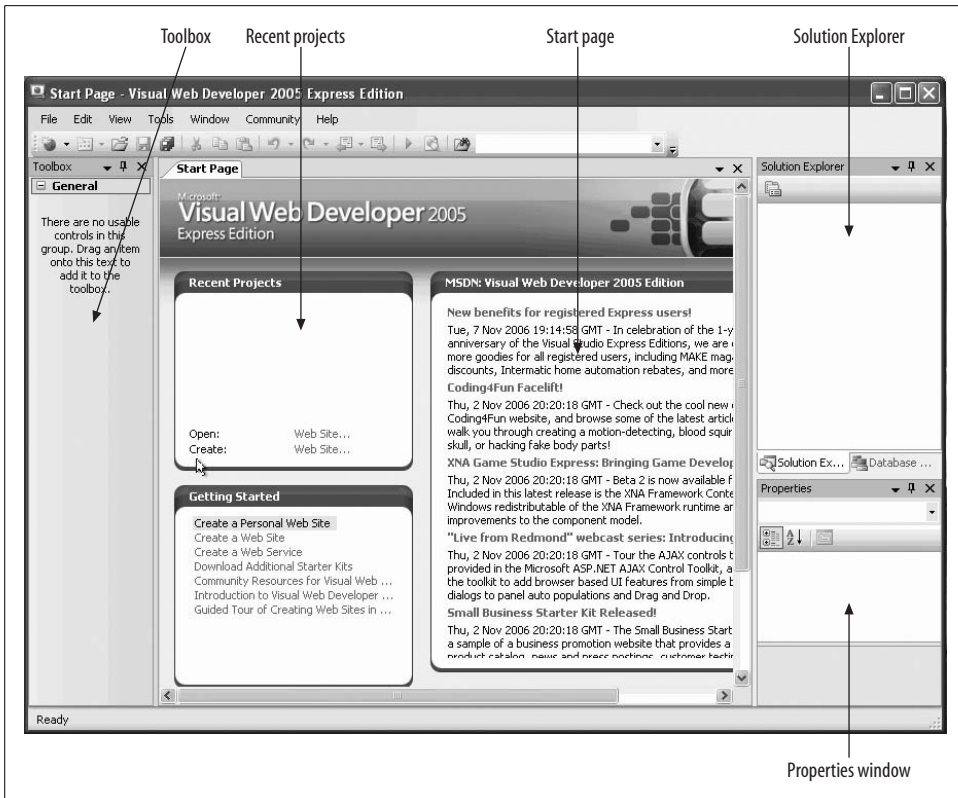 Toolbox
Recent projects
Start page
Solution Explorer
Start Page - Visual Web Developer 2005 Express Edition
File Edit View Tools Window Community Help
Toolbox
General
There are no usable
controls in this
group. Drag an item
onto this text to
add it to the
toolbox.
Start Page
Microsoft
Visual Web Developer 2005
Express Edition
Recent Projects
Open: Web Site...
Create: Web Site...
Getting Started
Create a Personal Web Site
Create a Web Site
Create a Web Service
Download Additional Starter Kits
Community Resources for Visual Web ...
Introduction to Visual Web Developer ...
Guided Tour of Creating Web Sites in ...
MSDN: Visual Web Developer 2005 Edition
New benefits for registered Express users!
Tue, 7 Nov 2006 19:14:58 GMT - In celebration of the 1-y
anniversary of the Visual Studio Express Editions, we are
more goodies for all registered users, including MAKE mag
discounts, Intermatic home automation rebates, and more
Coding4Fun Facelift!
Thu, 2 Nov 2006 20:20:18 GMT - Check out the cool new
Coding4Fun website, and browse some of the latest article
walk you through creating a motion-detecting, blood squir
skull, or hacking fake body parts!
XNA Game Studio Express: Bringing Game Develop
Thu, 2 Nov 2006 20:20:18 GMT - Beta 2 is now available f
Included in this latest release is the XNA Framework Conte
Windows redistributable of the XNA Framework runtime ar
improvements to the component model.
"Live from Redmond" webcast series: Introducing
Thu, 2 Nov 2006 20:20:18 GMT - Tour the AJAX controls t
provided in the Microsoft ASP.NET AJAX Control Toolkit, a
the toolkit to add browser based UI features from simple b
dialogs to panel auto populations and Drag and Drop.
Small Business Starter Kit Released!
Thu, 2 Nov 2006 20:20:18 GMT - The Small Business Start
a sample of a business promotion website that provides a
product catalog, news and press postings, customer testi
Solution Explorer
Solution Ex... Database ...
Properties
Ready
Properties window